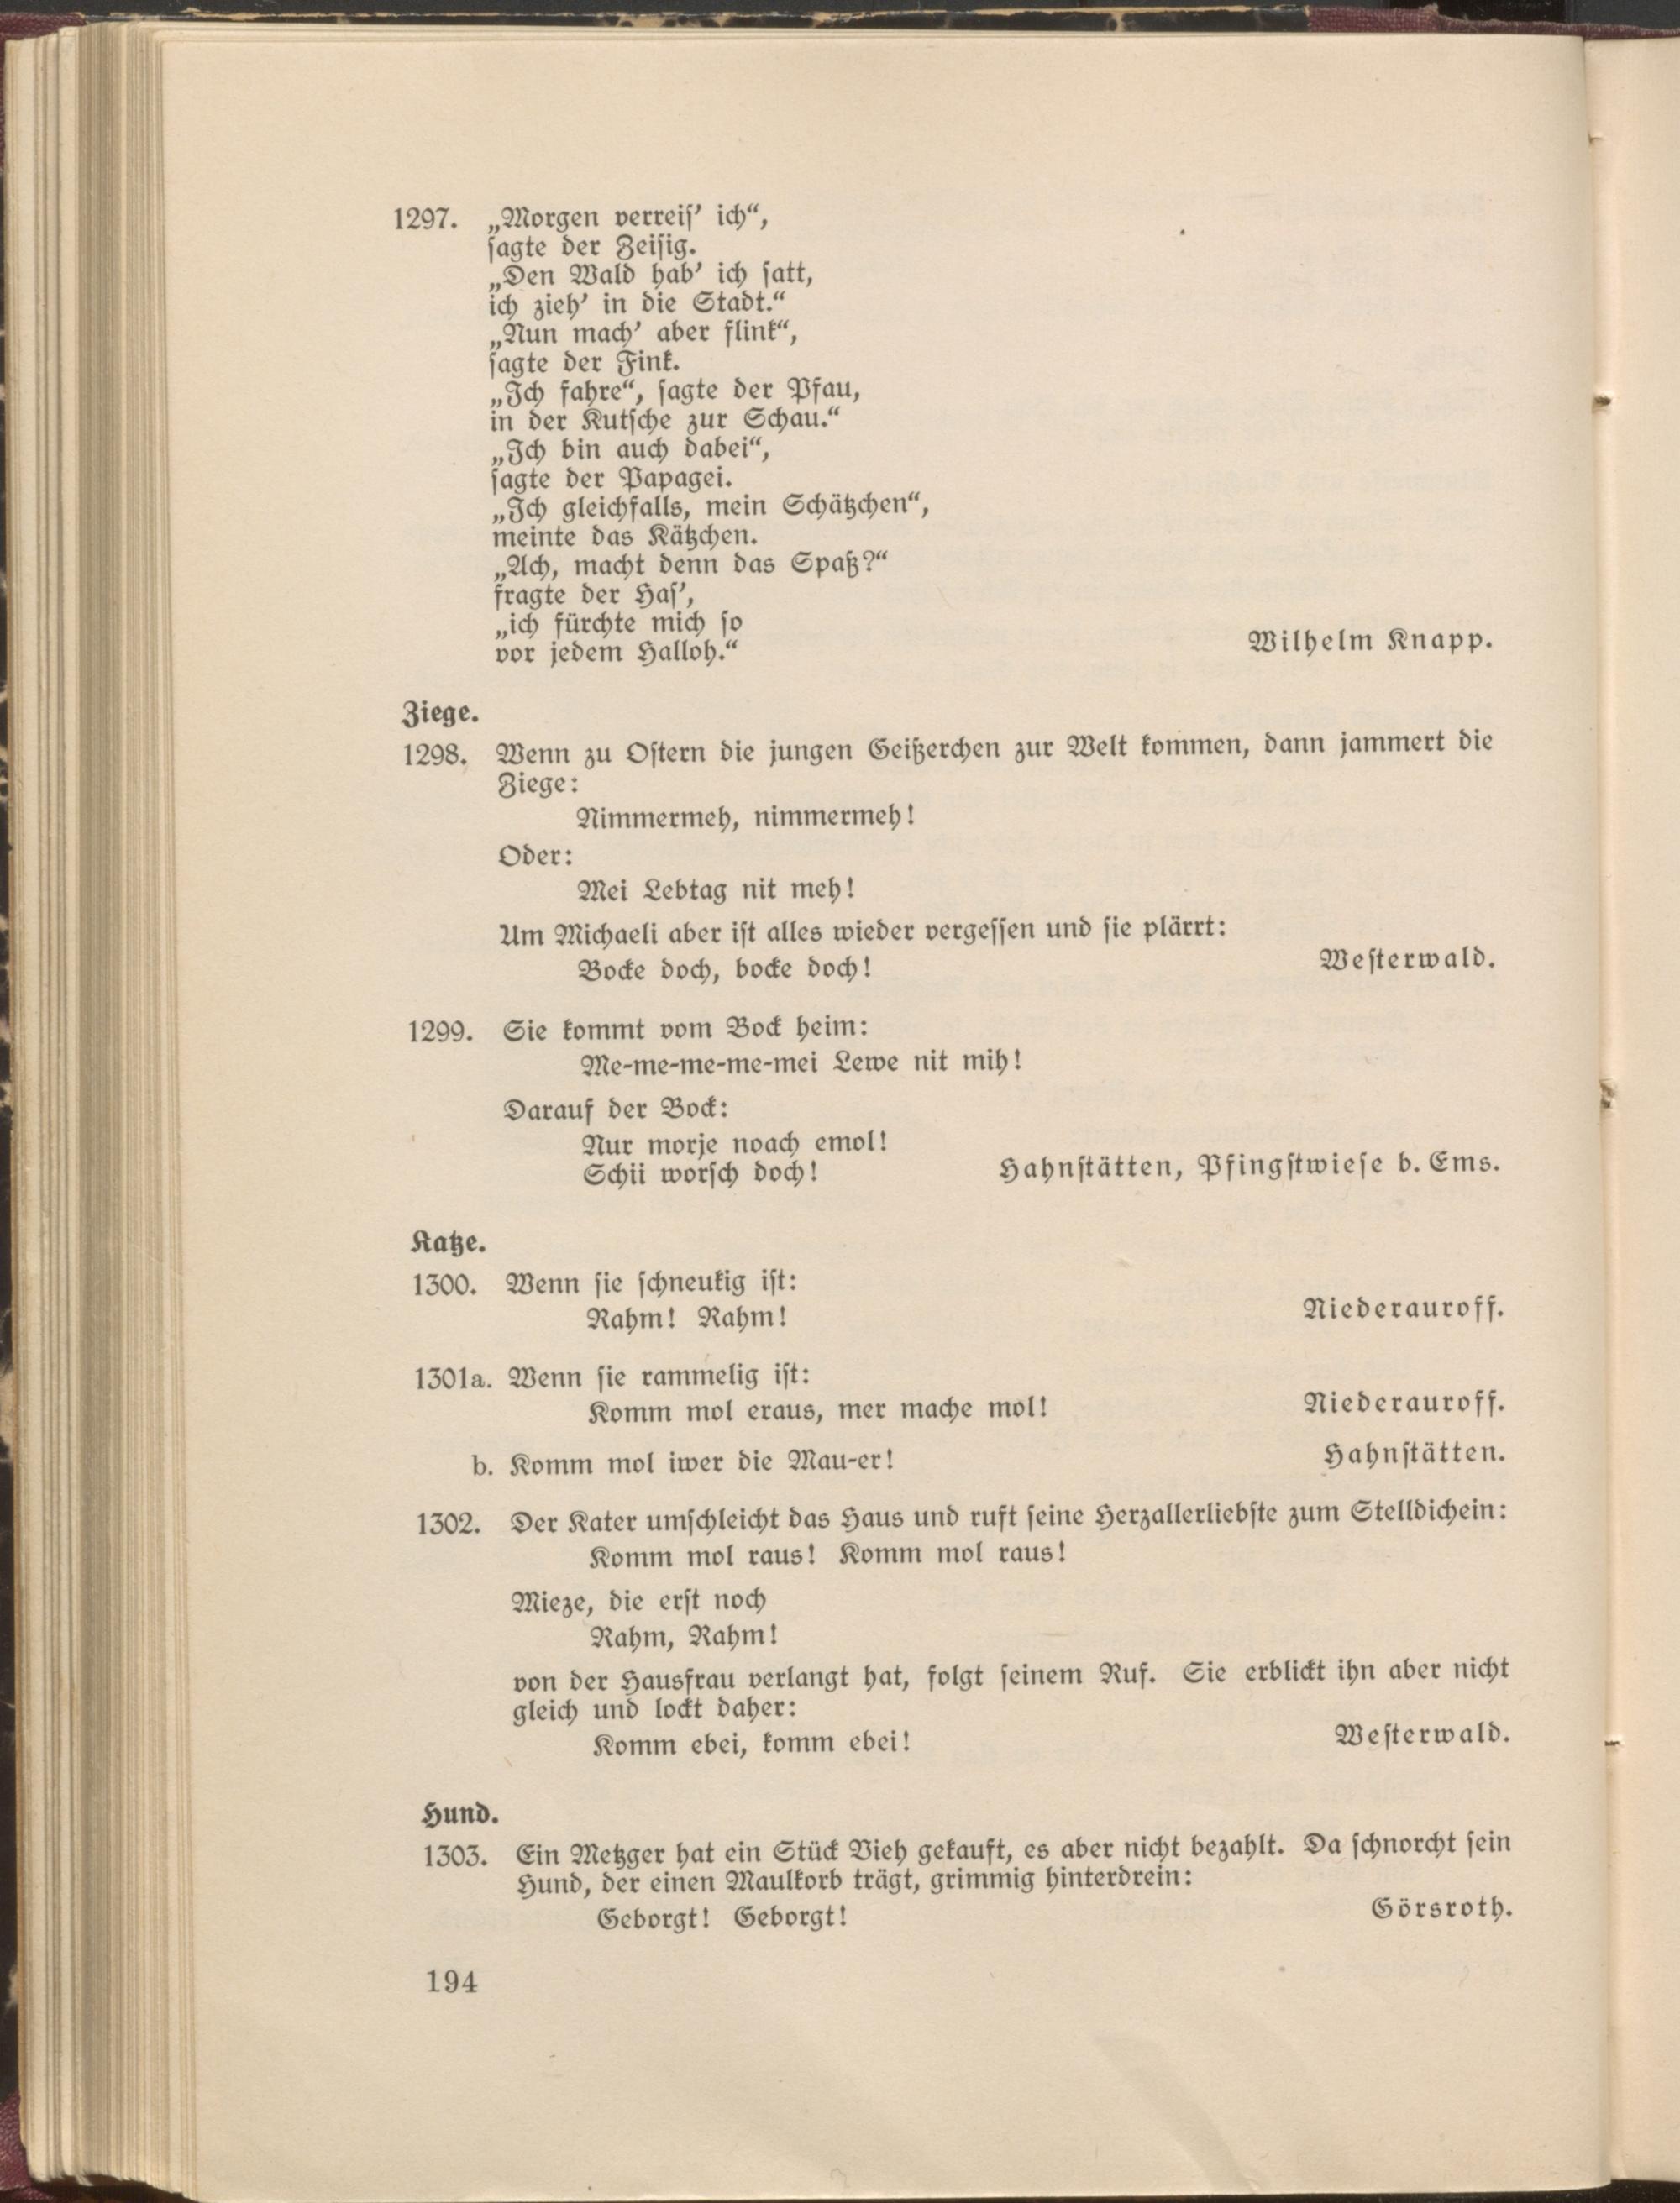 1297. „Morgen verreis' ich“,
sagte der Zeisig.
„Den Wald hab' ich satt,
ich zieh' in die Stadt.“
„Nun mach' aber flink“,
sagte der Fink.
„Ich fahre“, sagte der Pfau,
in der Kutsche zur Schau.“
„Ich bin auch dabei“,
sagte der Papagei.
„Ich gleichfalls, mein Schätzchen“,
meinte das Kätzchen.
„Ach, macht denn das Spaß?“
fragte der Has',
„ich fürchte mich so
vor jedem Halloh.“ Wilhelm Knapp.
Ziege.
1298. Wenn zu Ostern die jungen Geißerchen zur Welt kommen, dann jammert die
Ziege:
Nimmermeh, nimmermeh!
Oder:
Mei Lebtag nit meh!
Um Michaeli aber ist alles wieder vergessen und sie plärrt:
Bocke doch, bocke doch! Westerwald.
1299. Sie kommt vom Bock heim:
Me-me-me-me-mei Lewe nit mih!
Darauf der Bock:
Nur morje noach emol!
Schii worsch doch! Hahnstätten, Pfingstwiese b. Ems.
Katze.
1300. Wenn sie schneukig ist:
Rahm! Rahm! Niederauroff.
1301a. Wenn sie rammelig ist:
Komm mol eraus, mer mache mol! Niederauroff.
b. Komm mol iwer die Mau-er! Hahnstätten.
1302. Der Kater umschleicht das Haus und ruft seine Herzallerliebste zum Stelldichein:
Komm mol raus! Komm mol raus!
Mieze, die erst noch
Rahm, Rahm!
von der Hausfrau verlangt hat, folgt seinem Ruf. Sie erblickt ihn aber nicht
gleich und lockt daher:
Komm ebei, komm ebei! Westerwald.
Hund.
1303. Ein Metzger hat ein Stück Vieh gekauft, es aber nicht bezahlt. Da schnorcht sein
Hund, der einen Maulkorb trägt, grimmig hinterdrein:
Geborgt! Geborgt! Görsroth.
194